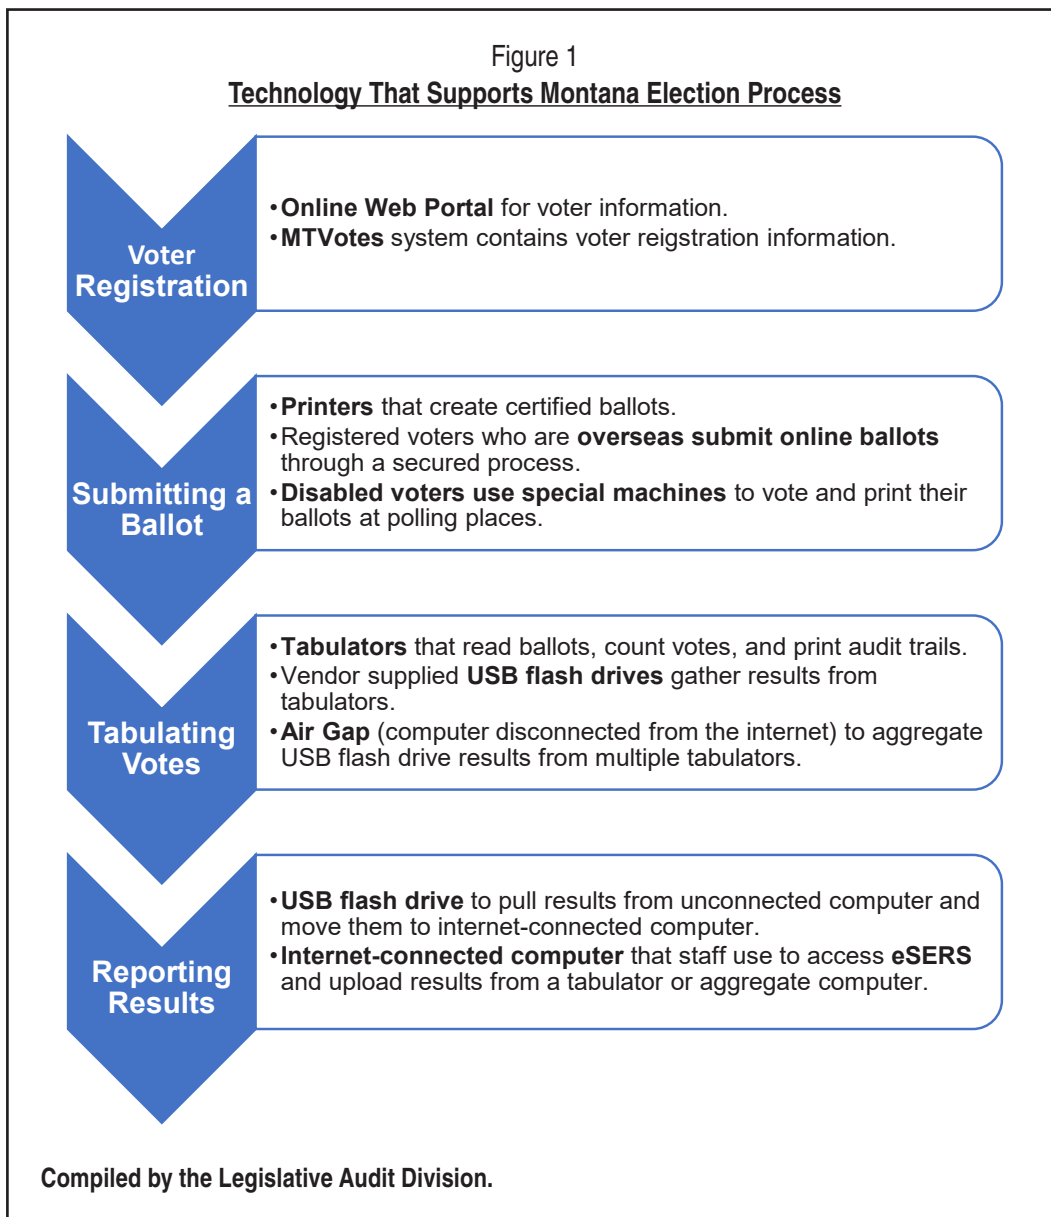 Figure 1
Technology That Supports Montana Election Process
Voter
Registration
•Online Web Portal for voter information.
•MTVotes system contains voter reigstration information.
Submitting a
Ballot
•Printers that create certified ballots.
•Registered voters who are overseas submit online ballots
through a secured process.
•Disabled voters use special machines to vote and print their
ballots at polling places.
Tabulating
Votes
•Tabulators that read ballots, count votes, and print audit trails.
•Vendor supplied USB flash drives gather results from
tabulators.
•Air Gap (computer disconnected from the internet) to aggregate
USB flash drive results from multiple tabulators.
Reporting
Results
•USB flash drive to pull results from unconnected computer and
move them to internet-connected computer.
•Internet-connected computer that staff use to access eSERS
and upload results from a tabulator or aggregate computer.
Compiled by the Legislative Audit Division.